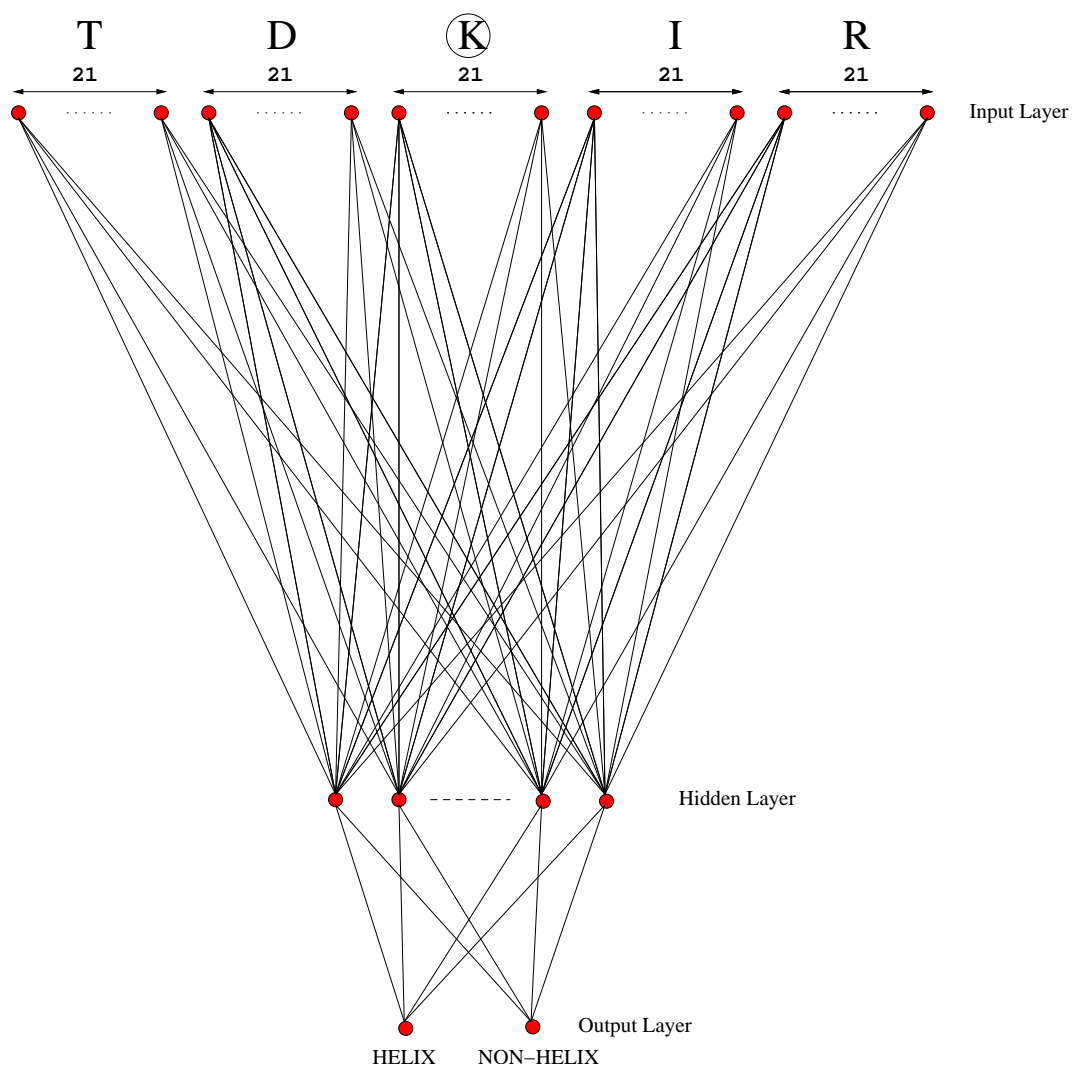 T D K I R
21 21 21 21 21
Input Layer
Hidden Layer
Output Layer
HELIX NON−HELIX